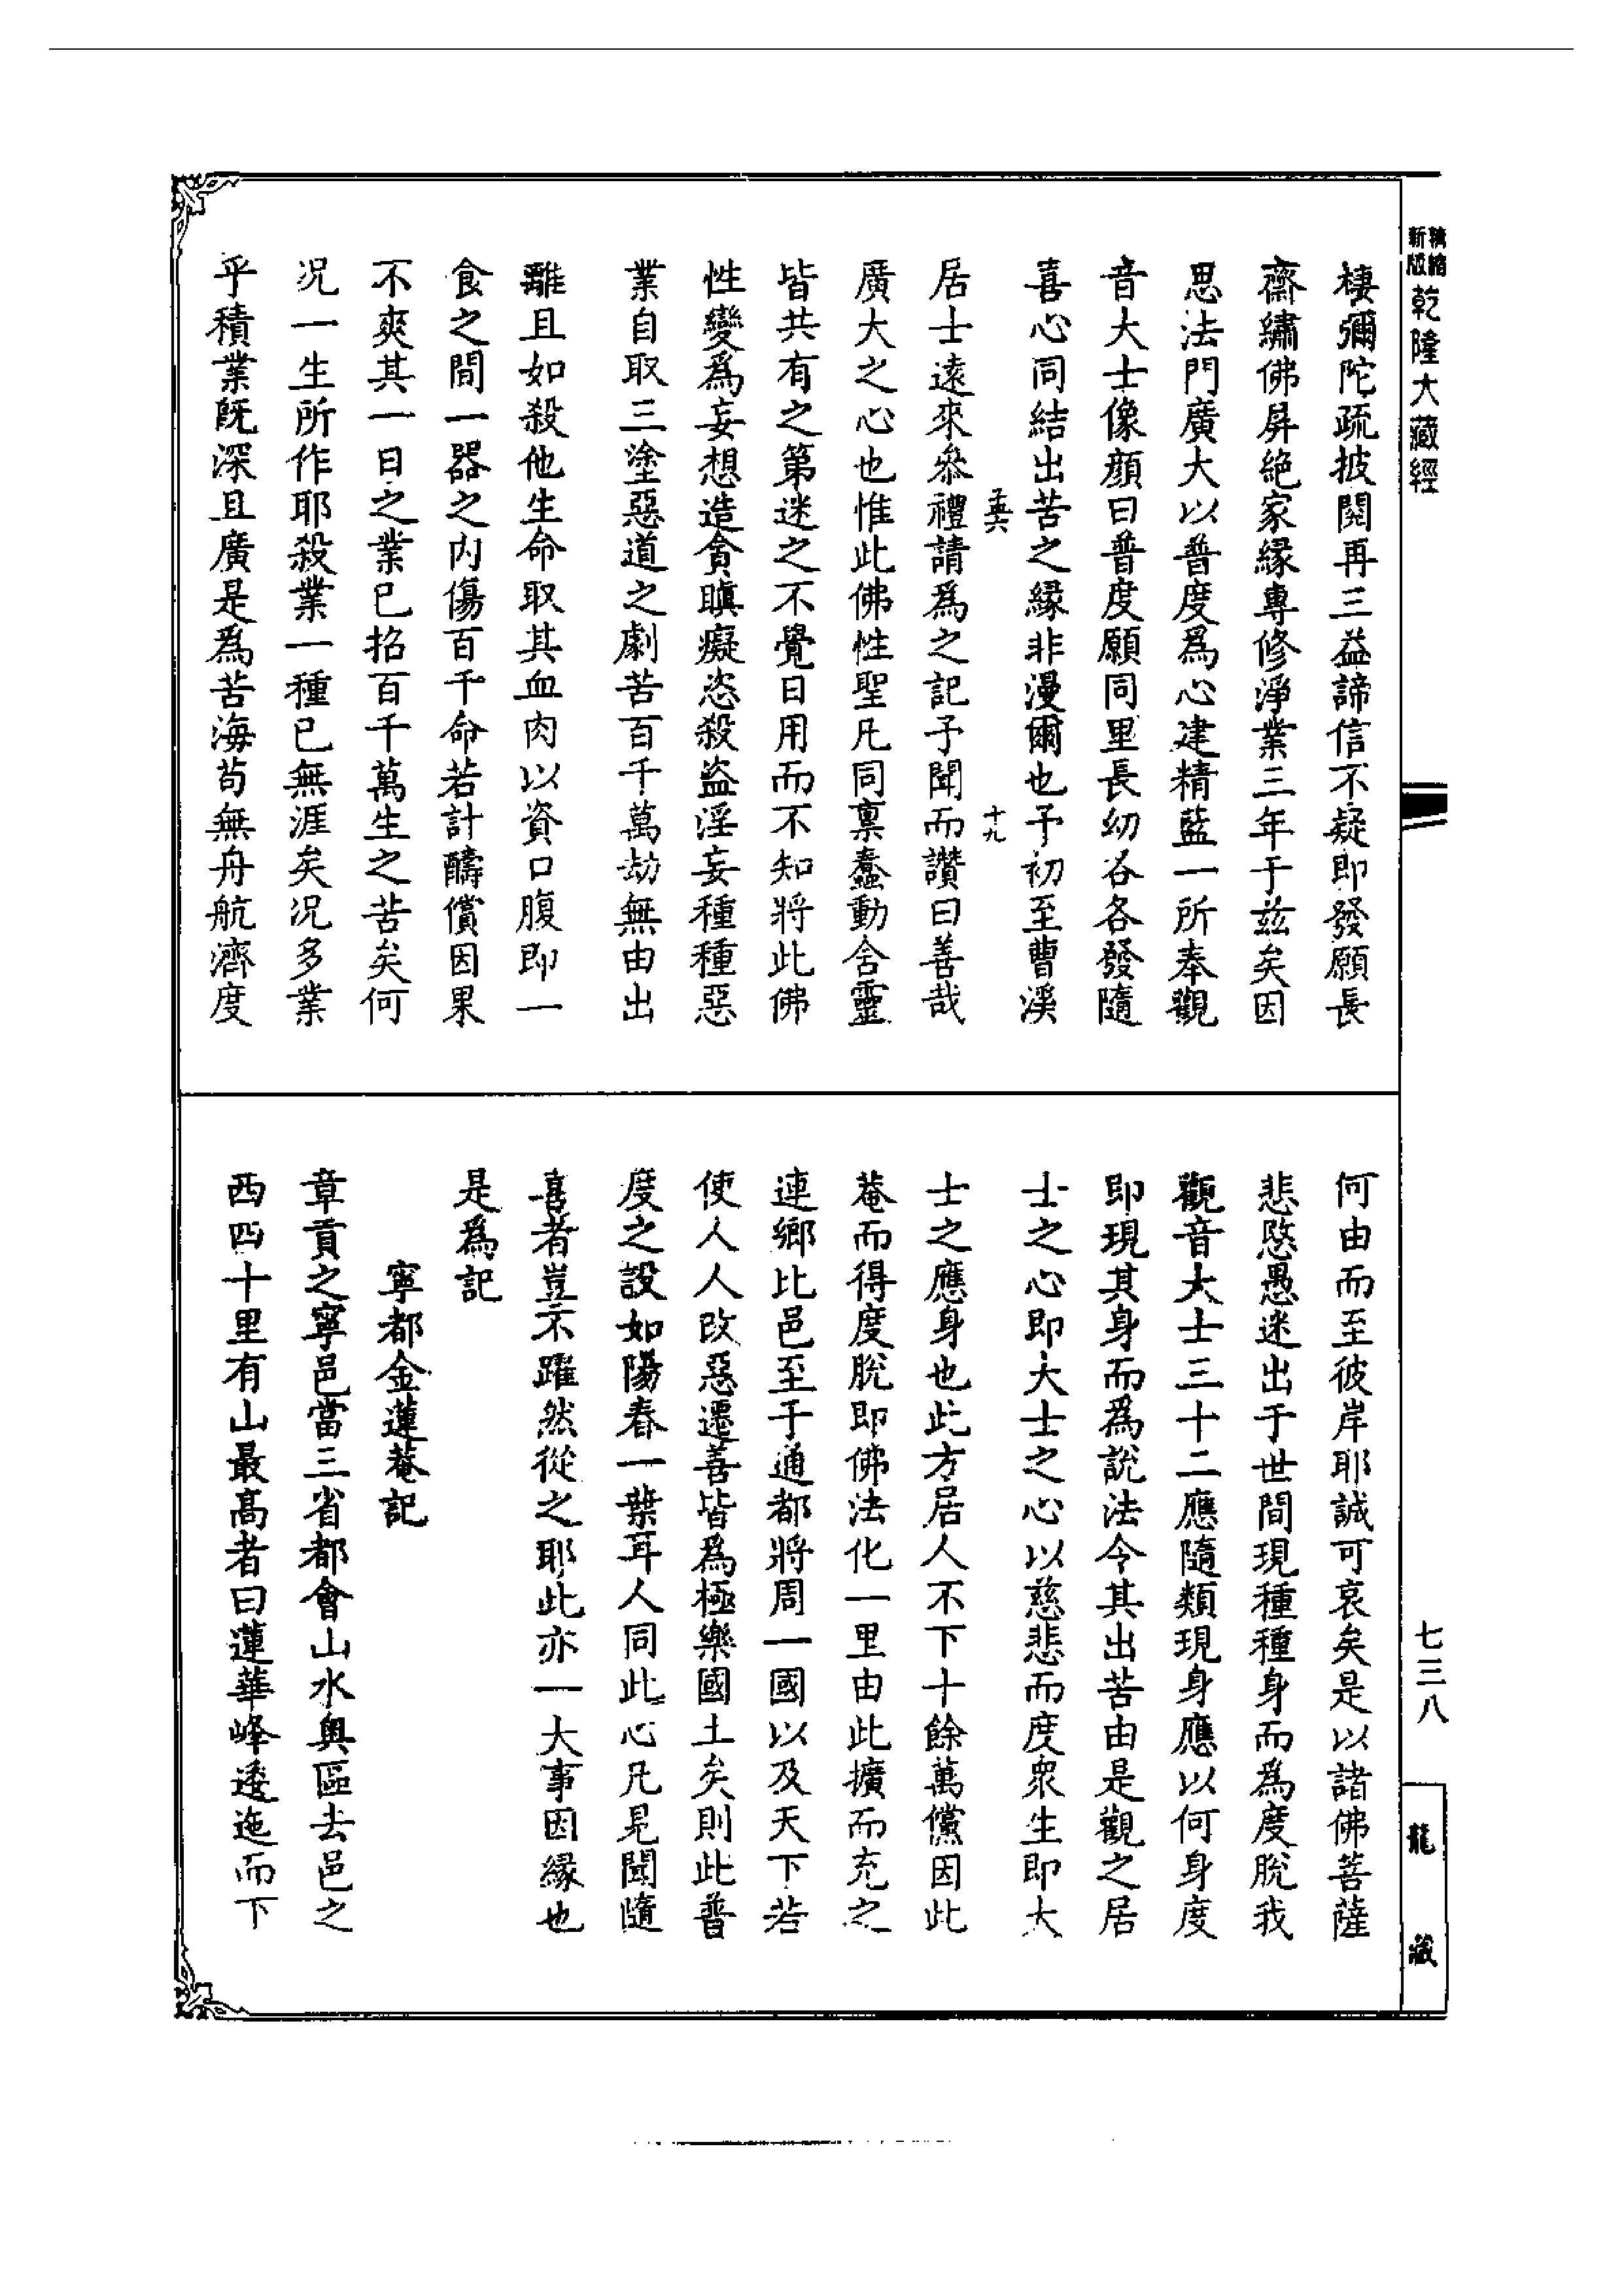 精縮新版乾隆大藏經
棲彌陀疏披閱再三益諦信不疑即發願長
齋繡佛屏絕家緣專修淨業三年于茲矣因
思法門廣大以普度爲心建精藍一所奉觀
音大士像顏曰普度願同里長幼各各發隨
喜心同結出苦之緣非漫爾也予初至曹溪
十九
居士遠來叅禮請爲之記予聞而讚曰善哉
廣大之心也惟此佛性聖凡同禀蠢動含靈
皆共有之第迷之不覺日用而不知將此佛
性變爲妄想造貪瞋癡恣殺盜淫妄種種惡
業自取三塗惡道之劇苦百千萬劫無由出
離且如殺他生命取其血肉以資口腹即一
食之間一器之內傷百千命若計醻償因果
不爽其一日之業已招百千萬生之苦矣何
况一生所作耶殺業一種已無涯矣况多業
乎積業既深且廣是爲苦海茍無舟航濟度
何由而至彼岸耶誠可哀矣是以諸佛菩薩
悲愍愚迷出于世間現種種身而爲度脫我
觀音大士三十二應隨類現身應以何身度
即現其身而爲說法令其出苦由是觀之居
士之心即大士之心以慈悲而度衆生即大
士之應身也此方居人不下十餘萬儻因此
菴而得度脫即佛法化一里由此擴而充之
連鄉比邑至于通都將周一國以及天下若
使人人改惡遷善皆爲極樂國土矣則此普
度之設如陽春一葉耳人同此心凡見聞隨
喜者豈不躍然從之耶此亦一大事因緣也
是爲記
寧都金蓮菴記
章貢之寧邑當三省都會山水奧區去邑之
西四十里有山最高者曰蓮華峰逶迤而下
七三八
龍藏